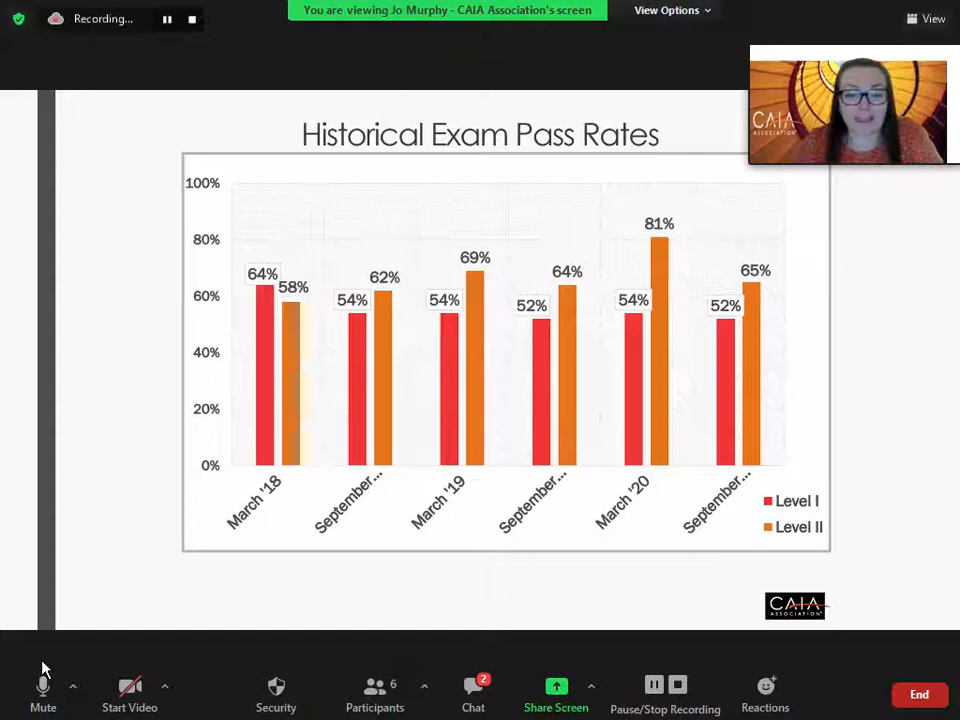 Recording...
You are viewing Jo Murphy - CAIA Association's screen
View Options
View
CAIA
ASSOCIATION
Historical Exam Pass Rates
100%
80%
60%
40%
20%
0%
64%
58%
54%
62%
54%
69%
52%
64%
54%
81%
52%
65%
March '18
September...
March '19
September...
March '20
September...
Level I
Level II
CAIA
ASSOCIATION
Mute
Start Video
Security
Participants
6
Chat
2
Share Screen
Pause/Stop Recording
Reactions
End